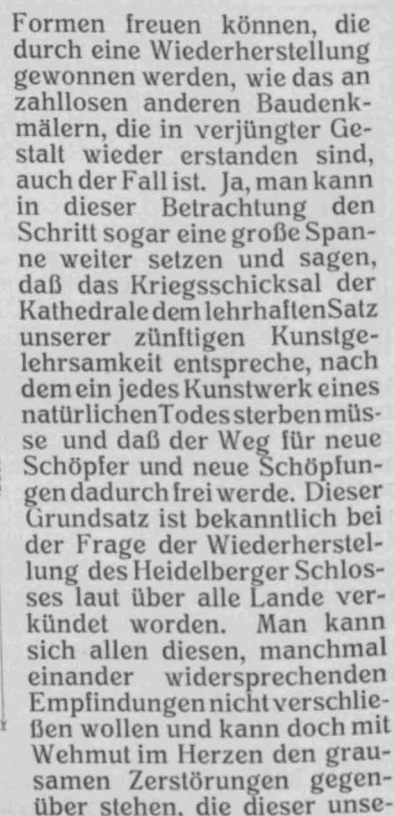 Formen freuen können, die
durch eine Wiederherstellung
gewonnen werden, wie das an
zahllosen anderen Baudenk-
mälern, die in verjüngter Ge-
stalt wieder erstanden sind,
auch der Fall ist. Ja, man kann
in dieser Betrachtung den
Schritt sogar eine große Span-
ne weiter setzen und sagen,
daß das Kriegsschicksal der
Kathedrale dem lehrhaften Satz
unserer zünftigen Kunstge-
lehrsamkeit entspreche, nach
dem ein jedes Kunstwerk eines
natürlichen Todes sterben müs-
se und daß der Weg für neue
Schöpfer und neue Schöpfun-
gen dadurch frei werde. Dieser
Grundsatz ist bekanntlich bei
der Frage der Wiederherstel-
lung des Heidelberger Schlos-
ses laut über alle Lande ver-
kündet worden. Man kann
sich allen diesen, manchmal
einander widersprechenden
Empfindungen nicht verschlie-
ßen wollen und kann doch mit
Wehmut im Herzen den grau-
samen Zerstörungen gegen-
über stehen, die dieser unse-